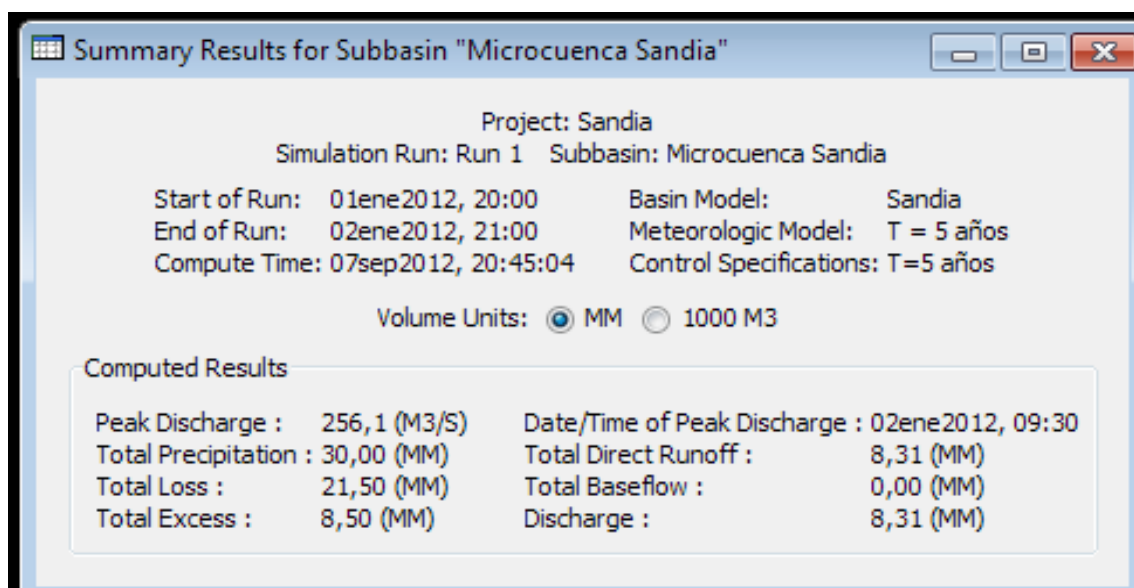 Summary Results for Subbasin "Microcuenca Sandia"
Project: Sandia
Simulation Run: Run 1 Subbasin: Microcuenca Sandia
Start of Run: 01ene2012, 20:00 Basin Model: Sandia
End of Run: 02ene2012, 21:00 Meteorologic Model: T = 5 años
Compute Time: 07sep2012, 20:45:04 Control Specifications: T=5 años
Volume Units: MM 1000 M3
Computed Results
Peak Discharge : 256,1 (M3/S) Date/Time of Peak Discharge : 02ene2012, 09:30
Total Precipitation : 30,00 (MM) Total Direct Runoff : 8,31 (MM)
Total Loss : 21,50 (MM) Total Baseflow : 0,00 (MM)
Total Excess : 8,50 (MM) Discharge : 8,31 (MM)